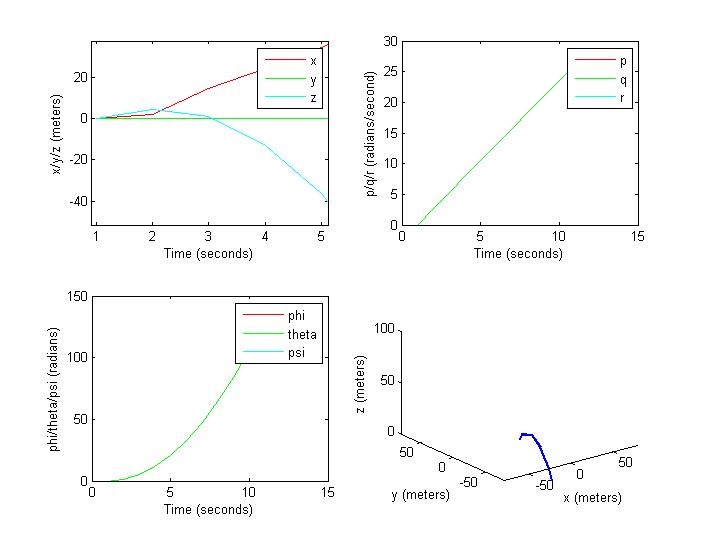 x
y
z
20
0
-20
-40
x/y/z (meters)
1
2
3
4
5
Time (seconds)
p
q
r
30
25
20
15
10
5
0
p/q/r (radians/second)
0
5
10
15
Time (seconds)
phi
theta
psi
150
100
50
0
phi/theta/psi (radians)
0
5
10
15
Time (seconds)
100
50
0
z (meters)
50
0
-50
y (meters)
-50
0
50
x (meters)